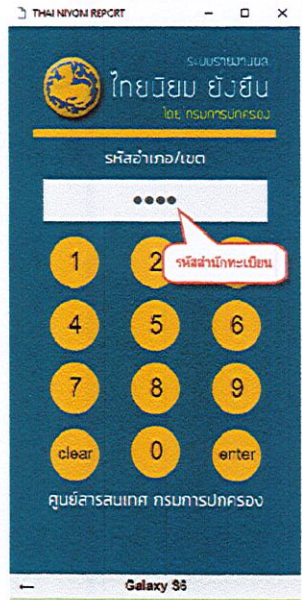 THAI NIYOM REPORT
ระบบรายงานผล
ไทยนิยม ยั่งยืน
โดย กรมการปกครอง
รหัสอำเภอ/เขต
••••
รหัสสำนักทะเบียน
1 2
4 5 6
7 8 9
clear 0 enter
ศูนย์สารสนเทศ กรมการปกครอง
Galaxy S6